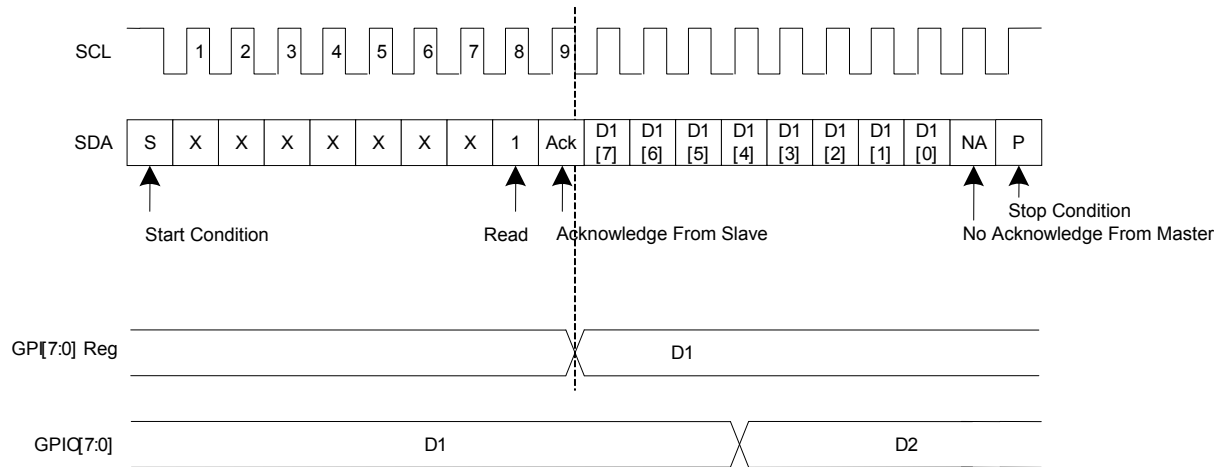 SCL 1 2 3 4 5 6 7 8 9
SDA S X X X X X X X 1 Ack D1 [7] D1 [6] D1 [5] D1 [4] D1 [3] D1 [2] D1 [1] D1 [0] NA P
Start Condition
Read
Acknowledge From Slave
Stop Condition
No Acknowledge From Master
GPI[7:0] Reg D1
GPIO[7:0] D1 D2